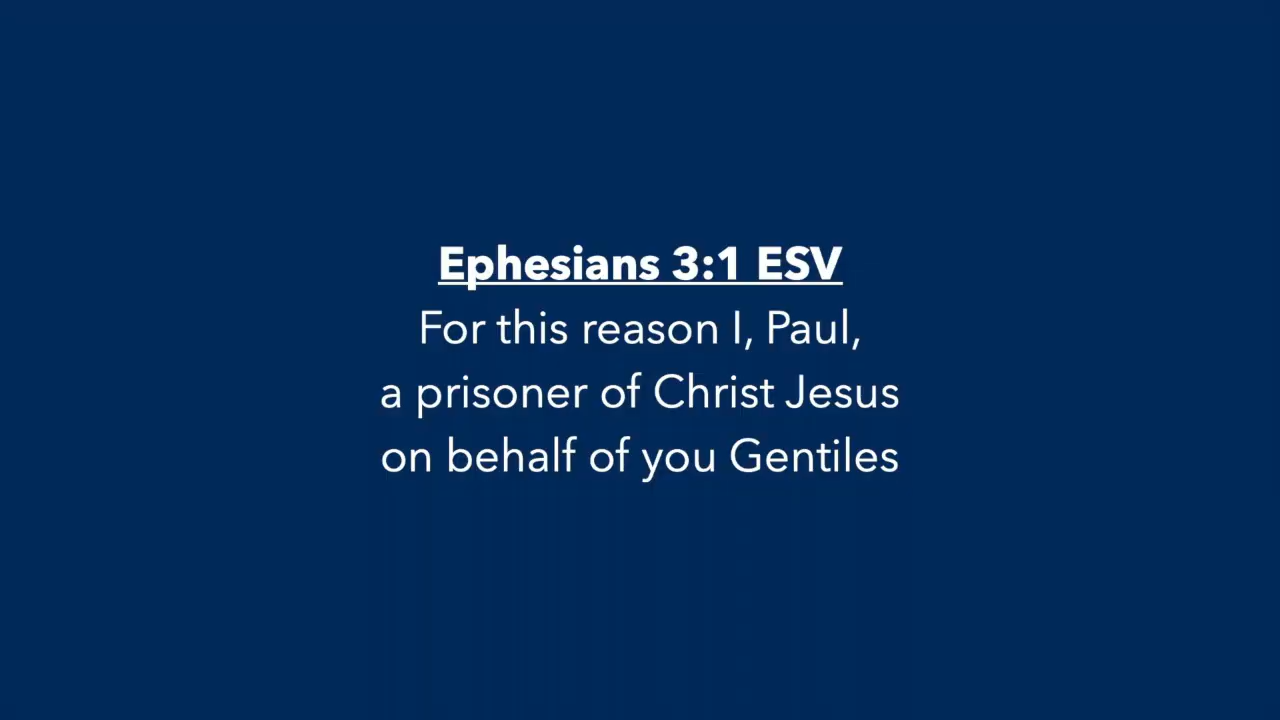 Ephesians 3:1 ESV
For this reason I, Paul,
a prisoner of Christ Jesus
on behalf of you Gentiles